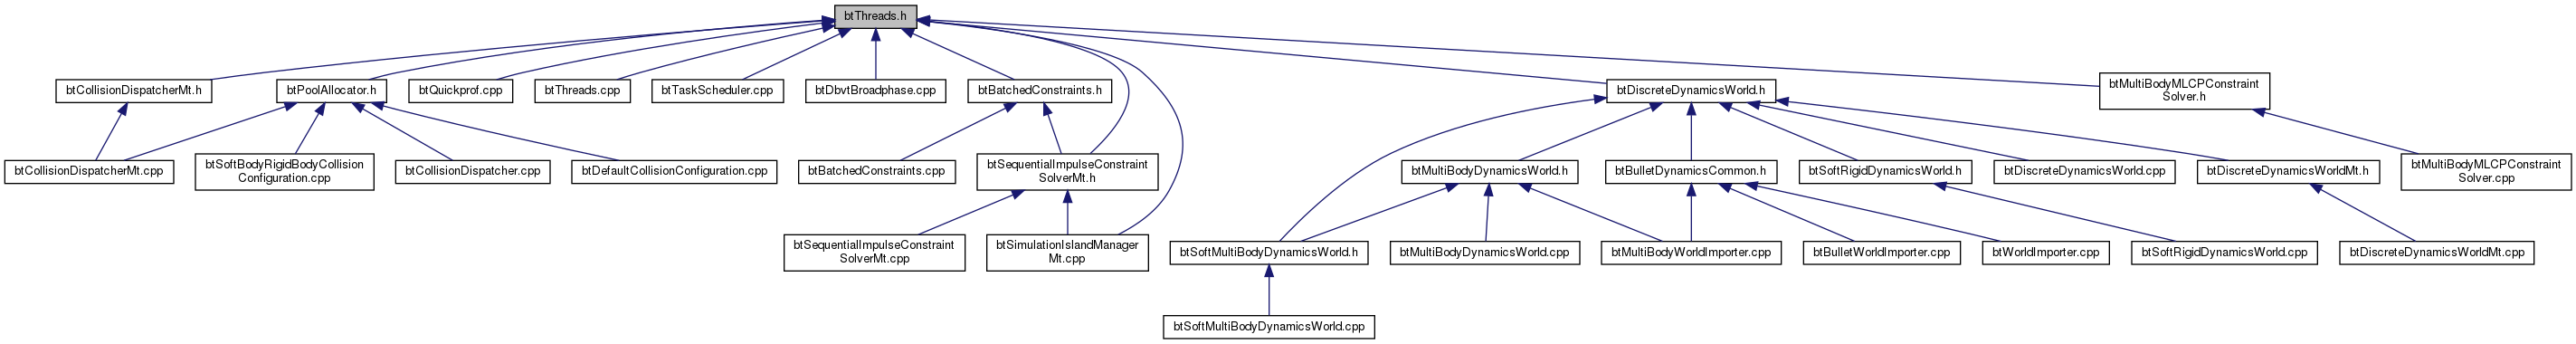 btThreads.h
btCollisionDispatcherMt.h
btPoolAllocator.h
btQuickprof.cpp
btThreads.cpp
btTaskScheduler.cpp
btDbvtBroadphase.cpp
btBatchedConstraints.h
btDiscreteDynamicsWorld.h
btMultiBodyMLCPConstraint
Solver.h
btCollisionDispatcherMt.cpp
btSoftBodyRigidBodyCollision
Configuration.cpp
btCollisionDispatcher.cpp
btDefaultCollisionConfiguration.cpp
btBatchedConstraints.cpp
btSequentialImpulseConstraint
SolverMt.h
btMultiBodyDynamicsWorld.h
btBulletDynamicsCommon.h
btSoftRigidDynamicsWorld.h
btDiscreteDynamicsWorld.cpp
btDiscreteDynamicsWorldMt.h
btMultiBodyMLCPConstraint
Solver.cpp
btSequentialImpulseConstraint
SolverMt.cpp
btSimulationIslandManager
Mt.cpp
btSoftMultiBodyDynamicsWorld.h
btMultiBodyDynamicsWorld.cpp
btMultiBodyWorldImporter.cpp
btBulletWorldImporter.cpp
btWorldImporter.cpp
btSoftRigidDynamicsWorld.cpp
btDiscreteDynamicsWorldMt.cpp
btSoftMultiBodyDynamicsWorld.cpp